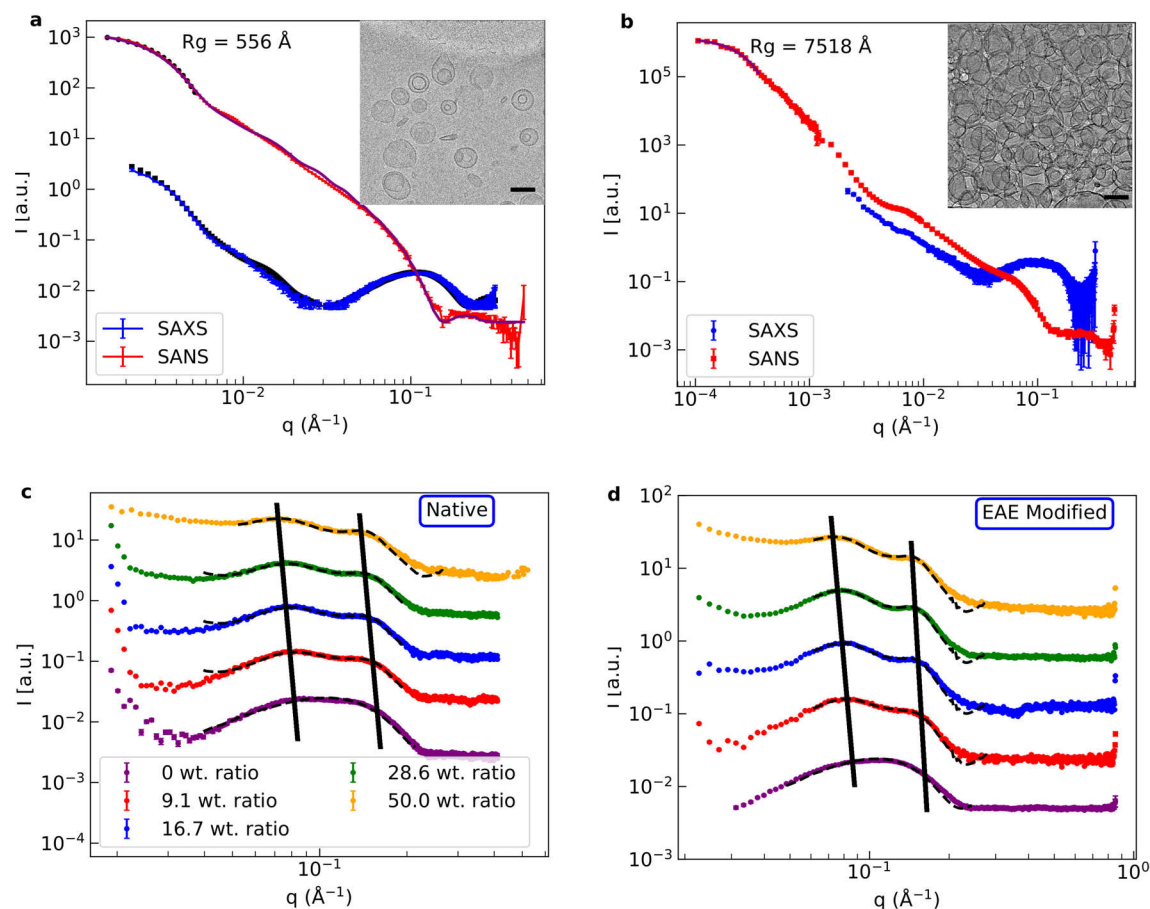 a
Rg = 556 Å
10³
10²
10¹
10⁰
10⁻¹
10⁻²
10⁻³
I [a.u.]
SAXS
SANS
10⁻²
10⁻¹
q (Å⁻¹)
b
Rg = 7518 Å
10⁵
10³
10¹
10⁻¹
10⁻³
I [a.u.]
SAXS
SANS
10⁻⁴
10⁻³
10⁻²
10⁻¹
q (Å⁻¹)
c
Native
10¹
10⁰
10⁻¹
10⁻²
10⁻³
10⁻⁴
I [a.u.]
0 wt. ratio
9.1 wt. ratio
16.7 wt. ratio
28.6 wt. ratio
50.0 wt. ratio
10⁻¹
q (Å⁻¹)
d
EAE Modified
10²
10¹
10⁰
10⁻¹
10⁻²
10⁻³
I [a.u.]
10⁻¹
10⁰
q (Å⁻¹)